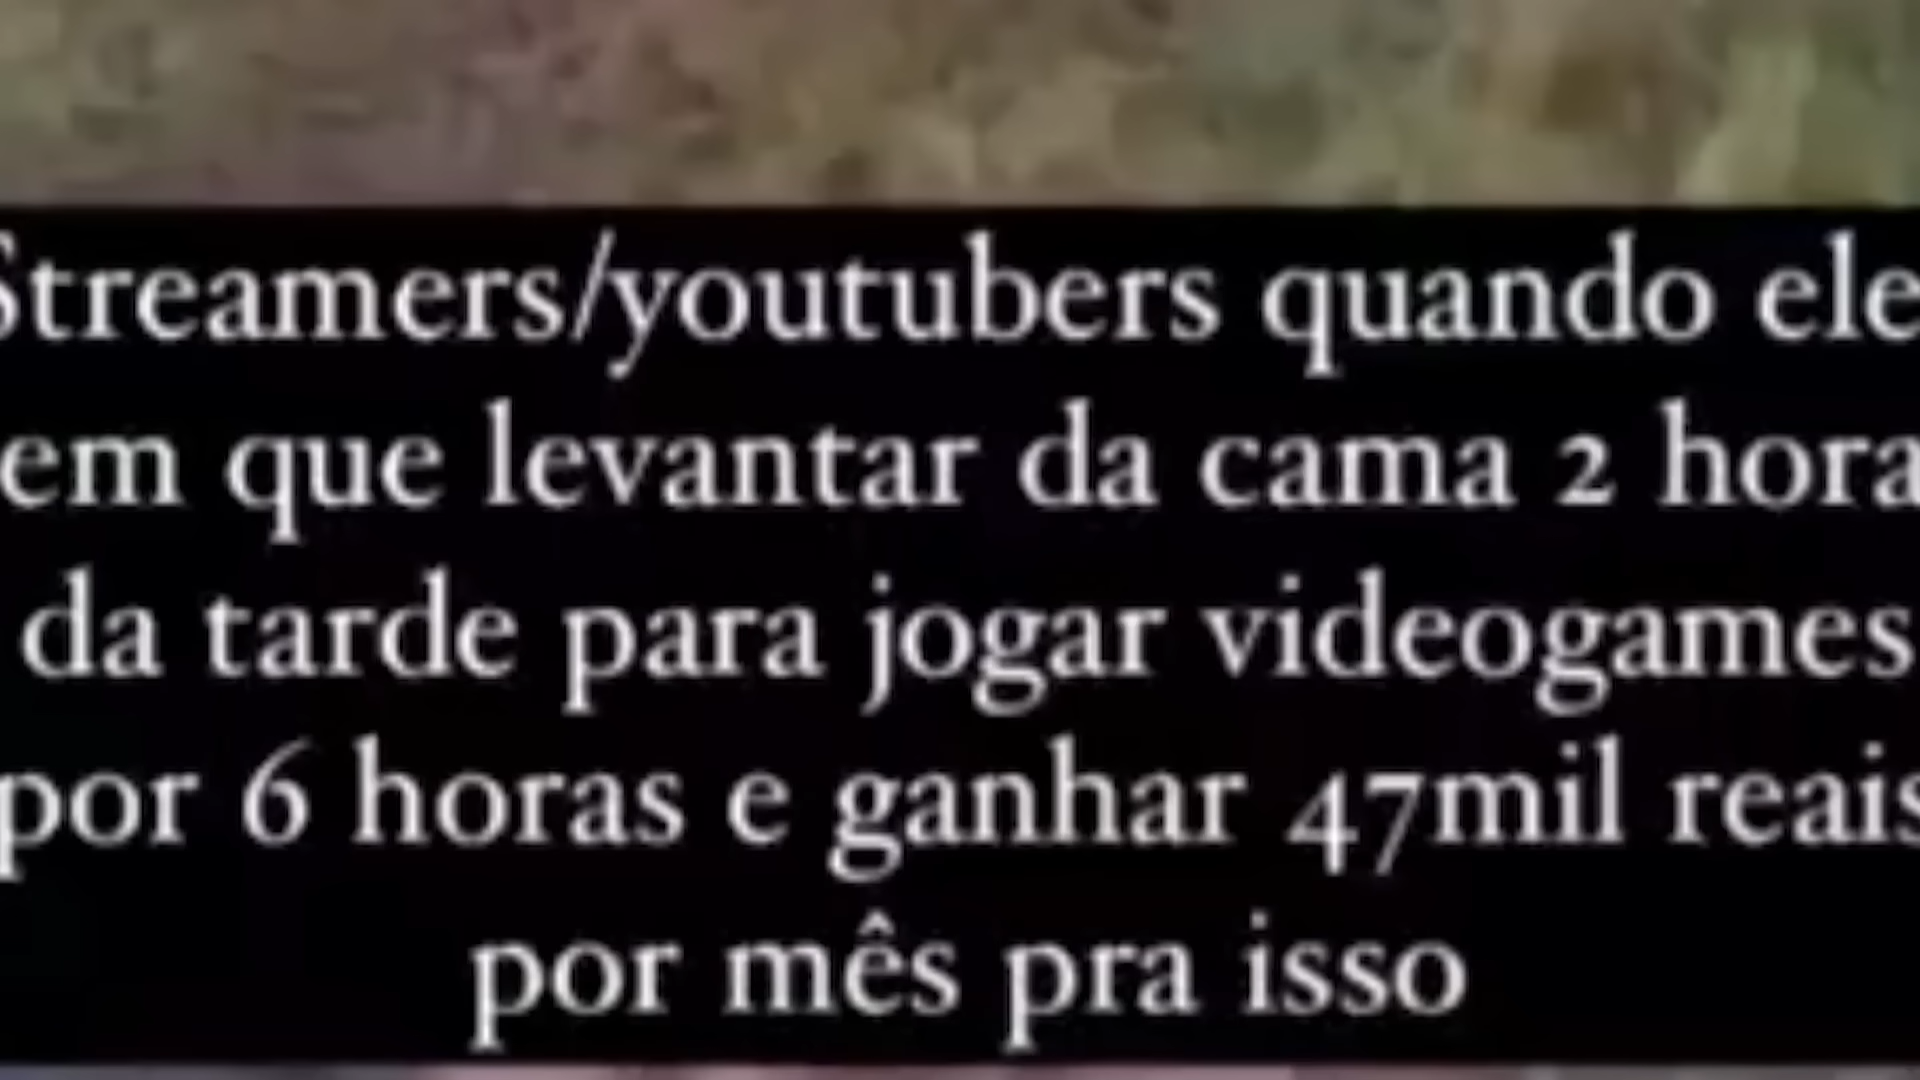 Streamers/youtubers quando ele
em que levantar da cama 2 hora
da tarde para jogar videogames
por 6 horas e ganhar 47mil reais
por mês pra isso